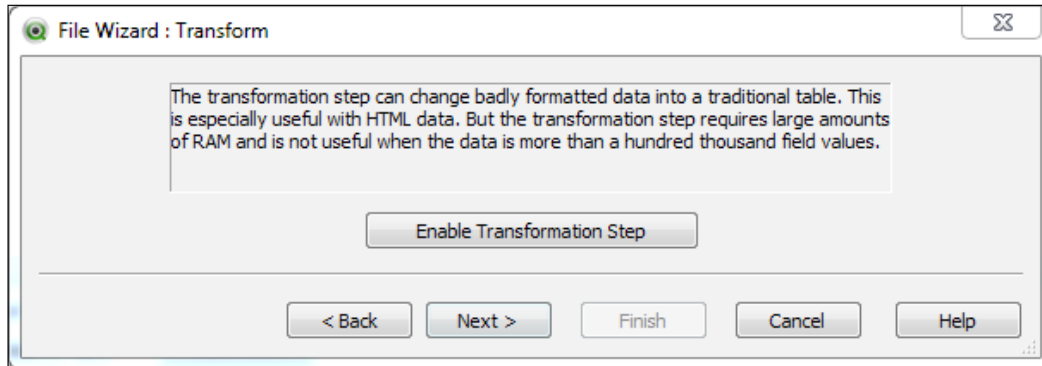 File Wizard : Transform
The transformation step can change badly formatted data into a traditional table. This
is especially useful with HTML data. But the transformation step requires large amounts
of RAM and is not useful when the data is more than a hundred thousand field values.
Enable Transformation Step
< Back Next > Finish Cancel Help